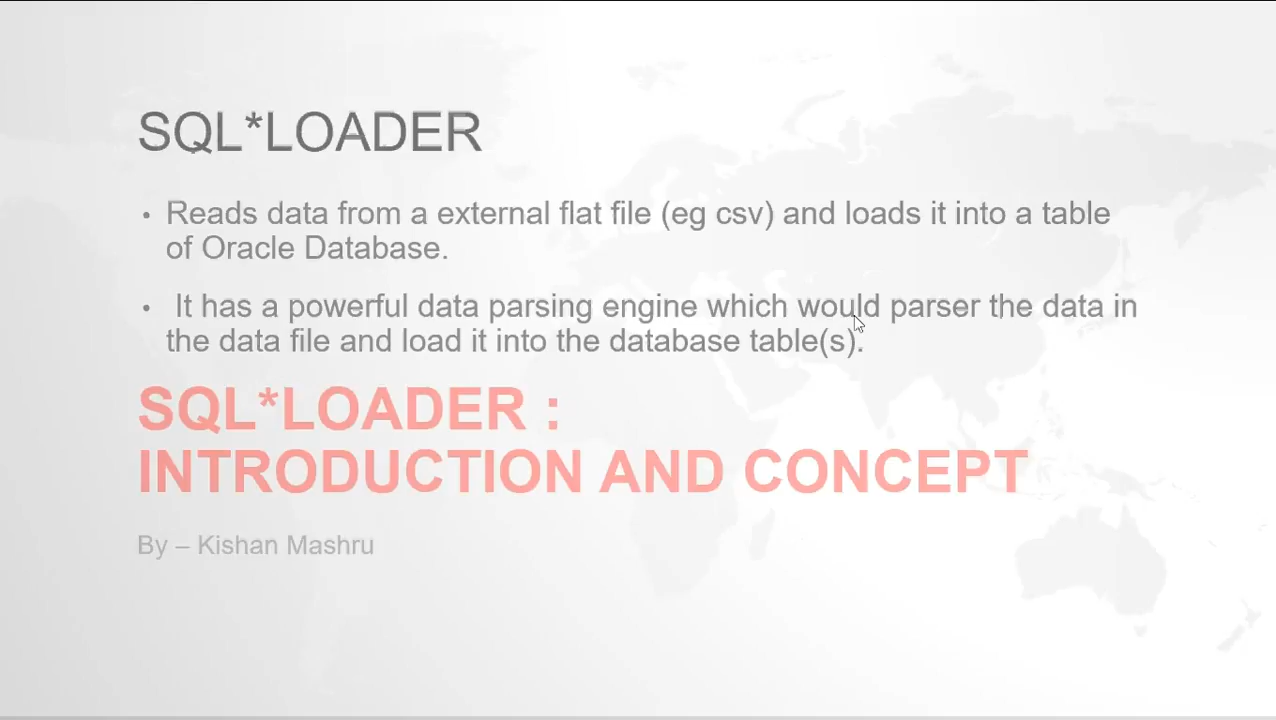 SQL*LOADER
• Reads data from a external flat file (eg csv) and loads it into a table
of Oracle Database.
• It has a powerful data parsing engine which would parser the data in
the data file and load it into the database table(s).
SQL*LOADER :
INTRODUCTION AND CONCEPT
By – Kishan Mashru